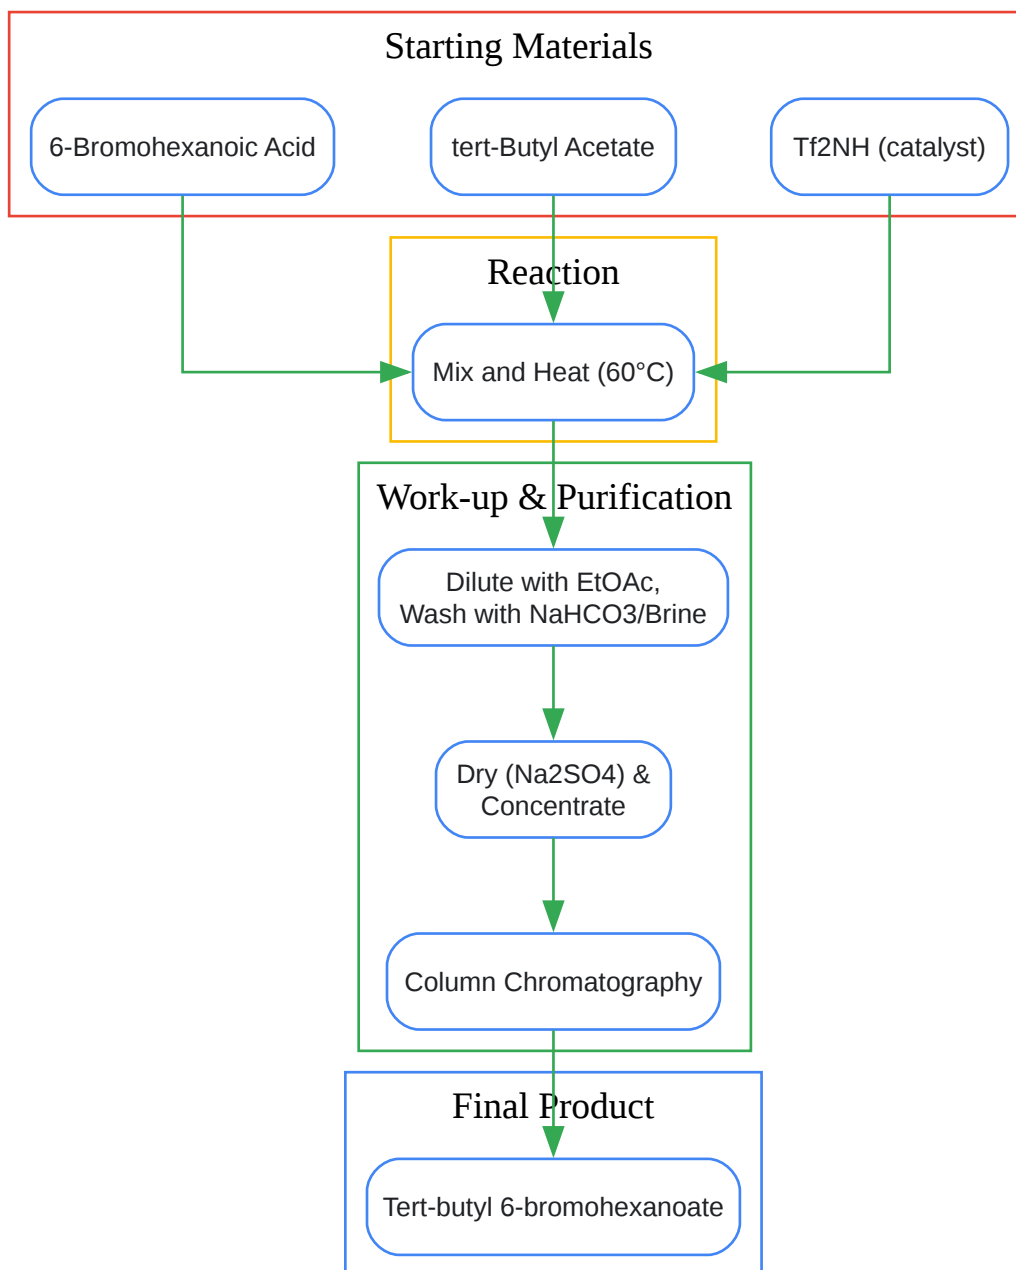 Starting Materials
6-Bromohexanoic Acid
tert-Butyl Acetate
Tf2NH (catalyst)
Reaction
Mix and Heat (60°C)
Work-up & Purification
Dilute with EtOAc,
Wash with NaHCO3/Brine
Dry (Na2SO4) &
Concentrate
Column Chromatography
Final Product
Tert-butyl 6-bromohexanoate